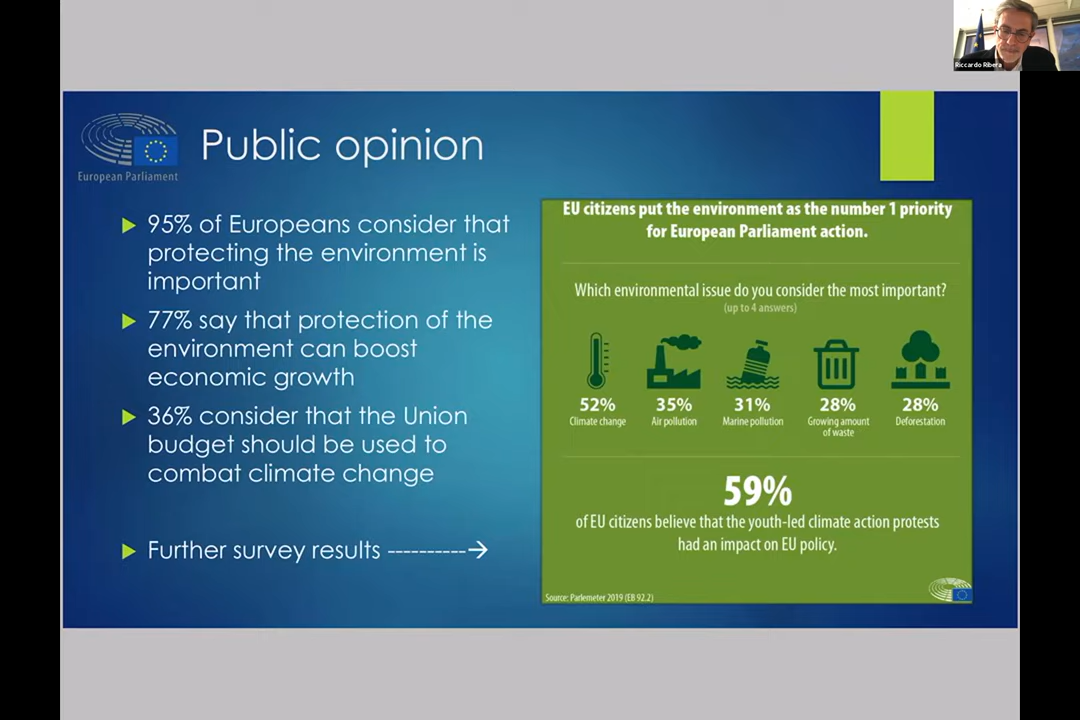 Riccardo Ribera
European Parliament
Public opinion
95% of Europeans consider that
protecting the environment is
important
77% say that protection of the
environment can boost
economic growth
36% consider that the Union
budget should be used to
combat climate change
Further survey results ---------->
EU citizens put the environment as the number 1 priority
for European Parliament action.
Which environmental issue do you consider the most important?
(up to 4 answers)
52%
Climate change
35%
Air pollution
31%
Marine pollution
28%
Growing amount
of waste
28%
Deforestation
59%
of EU citizens believe that the youth-led climate action protests
had an impact on EU policy.
Source: Parlemeter 2019 (EB 92.2)